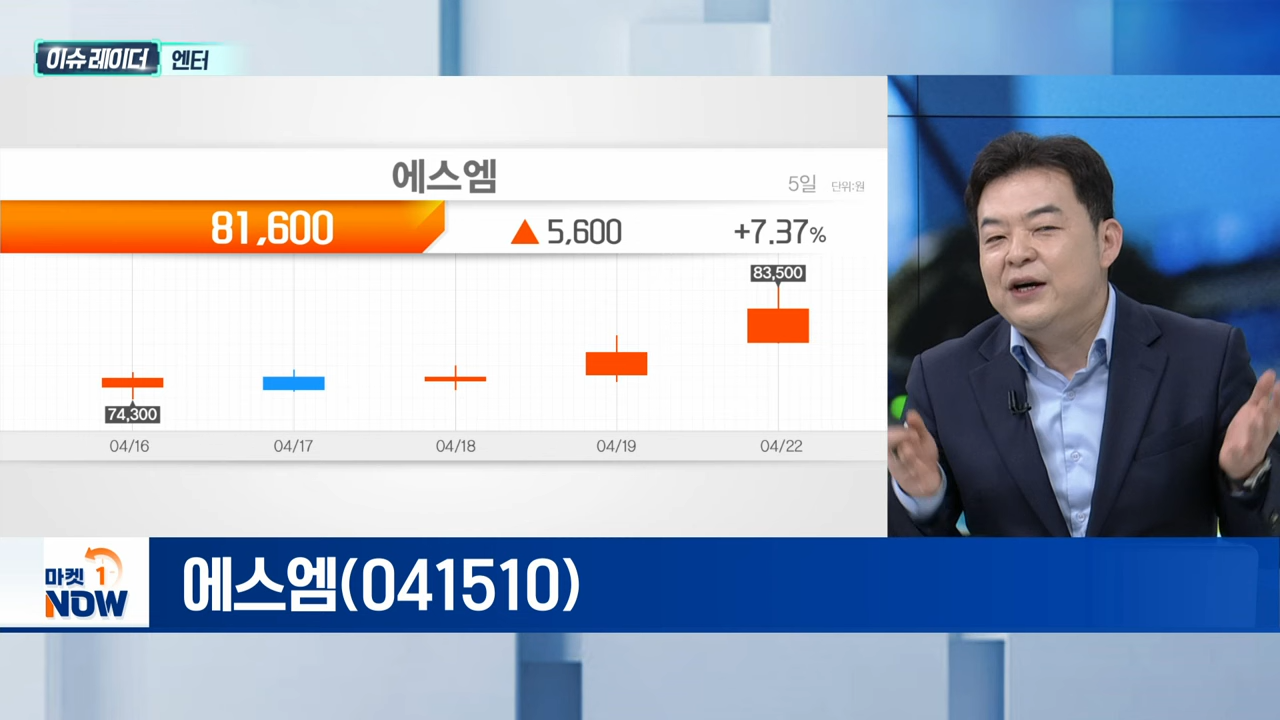 이슈 레이더 엔터
에스엠
5일 단위:원
81,600 ▲ 5,600 +7.37%
83,500
74,300
04/16 04/17 04/18 04/19 04/22
마켓 1
NOW
에스엠(041510)